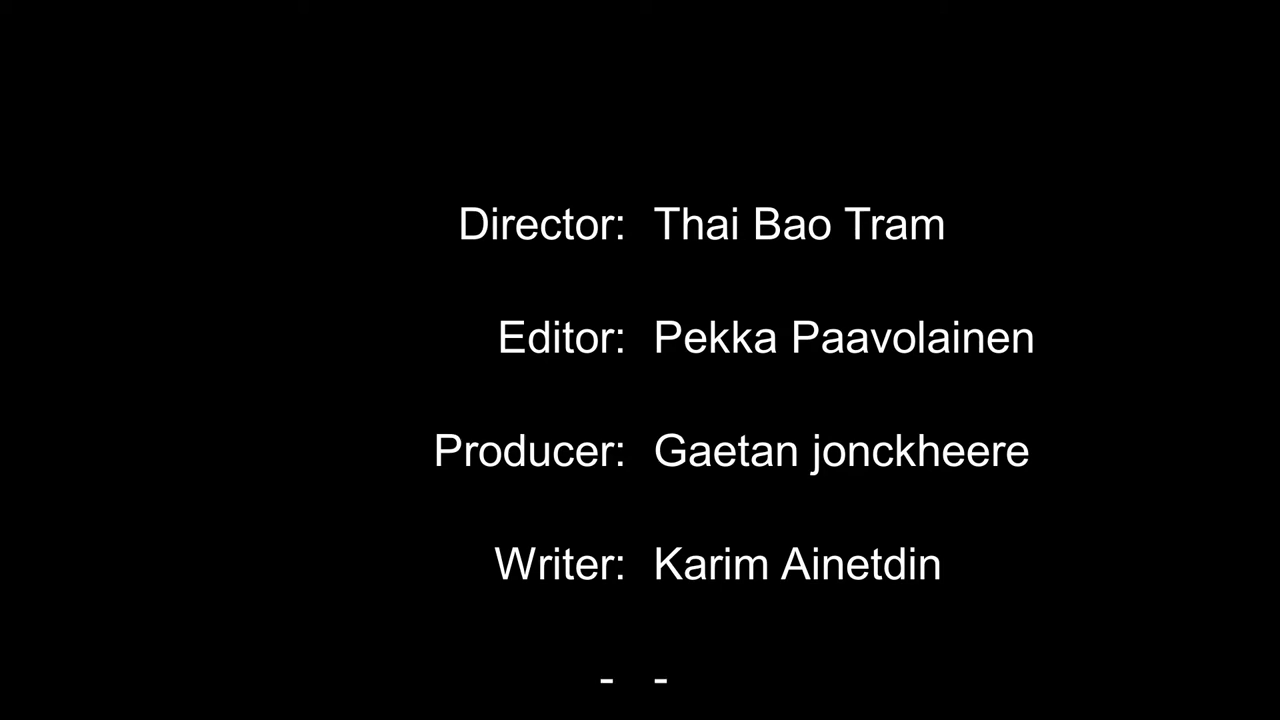 Director: Thai Bao Tram
Editor: Pekka Paavolainen
Producer: Gaetan jonckheere
Writer: Karim Ainetdin
- -